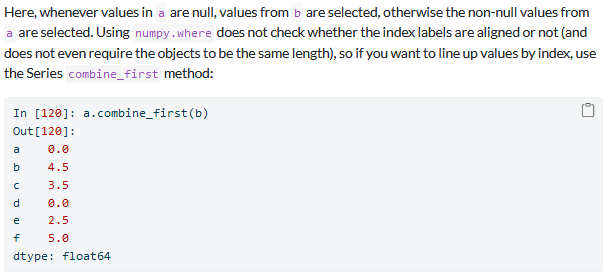 Here, whenever values in a are null, values from b are selected, otherwise the non-null values from
a are selected. Using numpy.where does not check whether the index labels are aligned or not (and
does not even require the objects to be the same length), so if you want to line up values by index, use
the Series combine_first method:
In [120]: a.combine_first(b)
Out[120]:
a    0.0
b    4.5
c    3.5
d    0.0
e    2.5
f    5.0
dtype: float64